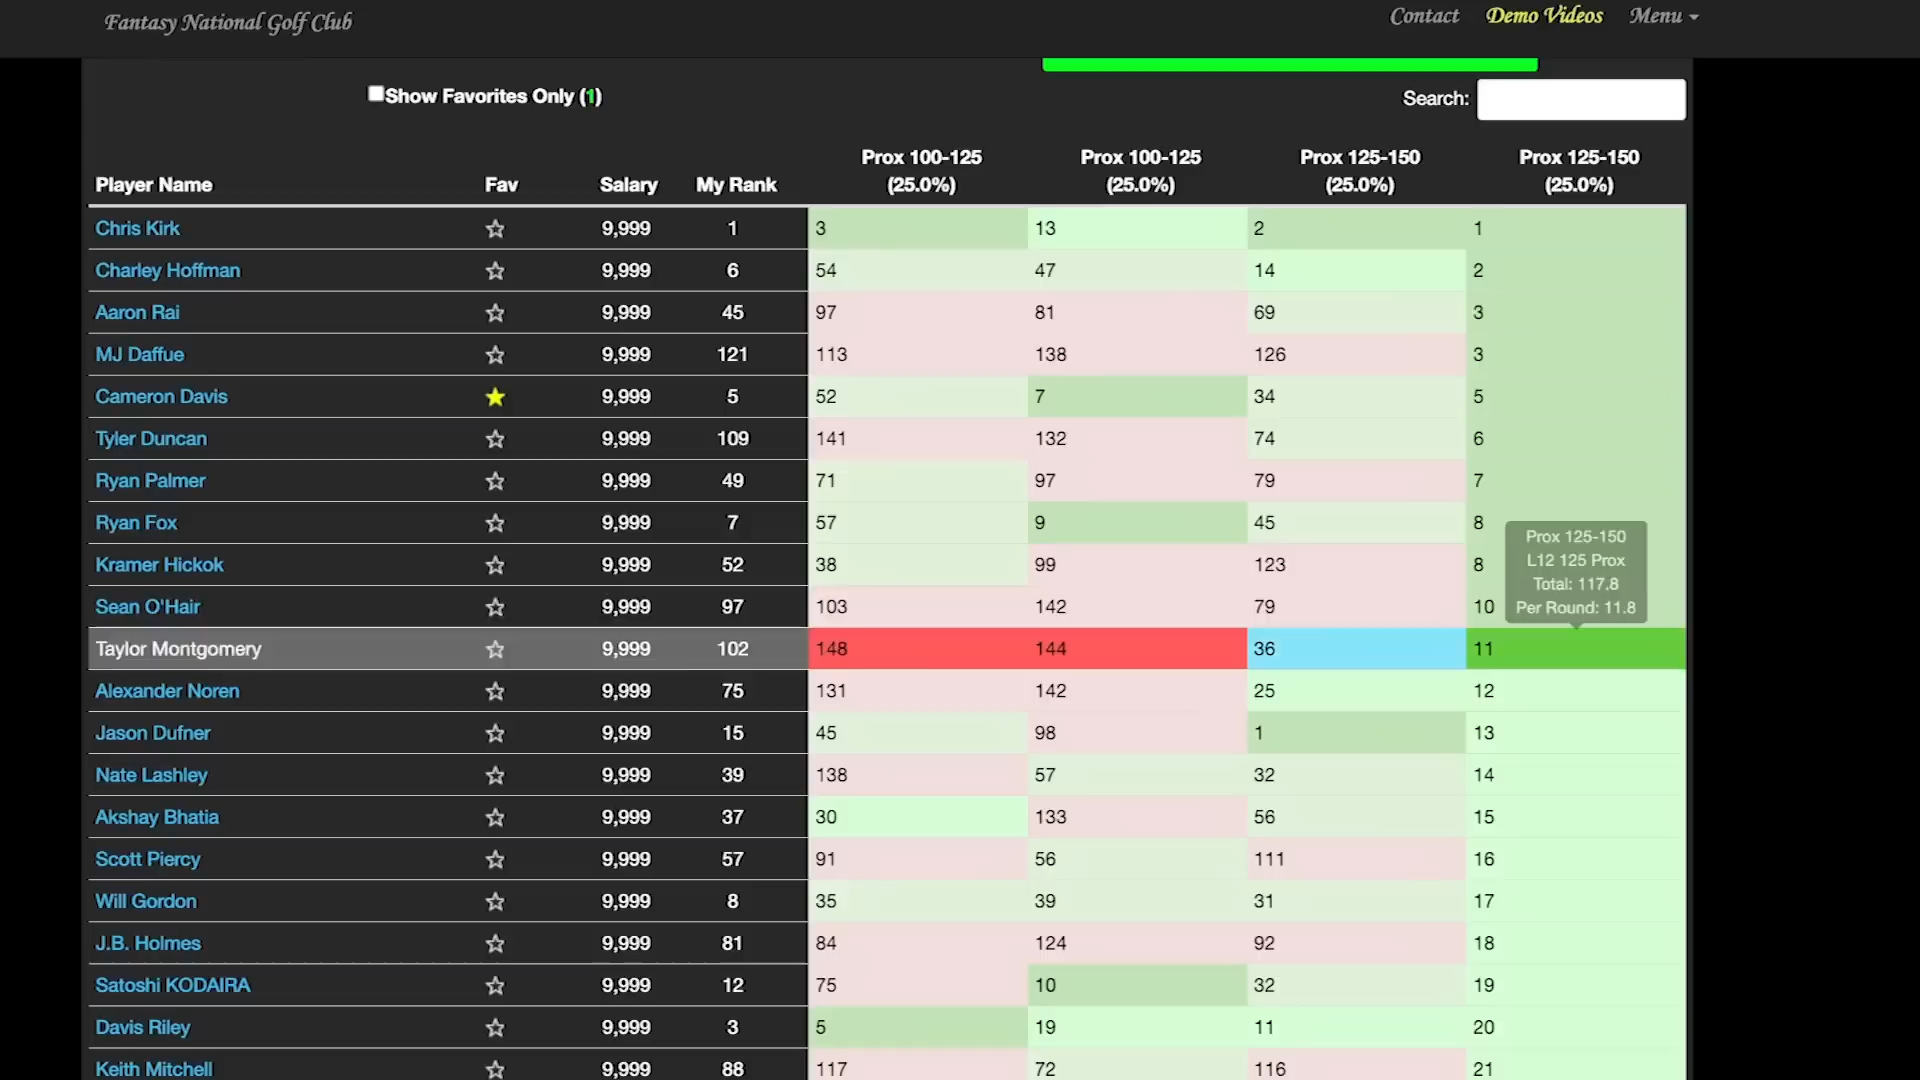 Fantasy National Golf Club
Contact Demo Videos Menu
Show Favorites Only (1)
Search:
Player Name Fav Salary My Rank Prox 100-125 (25.0%) Prox 100-125 (25.0%) Prox 125-150 (25.0%) Prox 125-150 (25.0%)
Chris Kirk 9,999 1 3 13 2 1
Charley Hoffman 9,999 6 54 47 14 2
Aaron Rai 9,999 45 97 81 69 3
MJ Daffue 9,999 121 113 138 126 3
Cameron Davis 9,999 5 52 7 34 5
Tyler Duncan 9,999 109 141 132 74 6
Ryan Palmer 9,999 49 71 97 79 7
Ryan Fox 9,999 7 57 9 45 8
Kramer Hickok 9,999 52 38 99 123 8
Sean O'Hair 9,999 97 103 142 79 10
Prox 125-150
L12 125 Prox
Total: 117.8
Per Round: 11.8
Taylor Montgomery 9,999 102 148 144 36 11
Alexander Noren 9,999 75 131 142 25 12
Jason Dufner 9,999 15 45 98 1 13
Nate Lashley 9,999 39 138 57 32 14
Akshay Bhatia 9,999 37 30 133 56 15
Scott Piercy 9,999 57 91 56 111 16
Will Gordon 9,999 8 35 39 31 17
J.B. Holmes 9,999 81 84 124 92 18
Satoshi KODAIRA 9,999 12 75 10 32 19
Davis Riley 9,999 3 5 19 11 20
Keith Mitchell 9,999 88 117 72 116 21